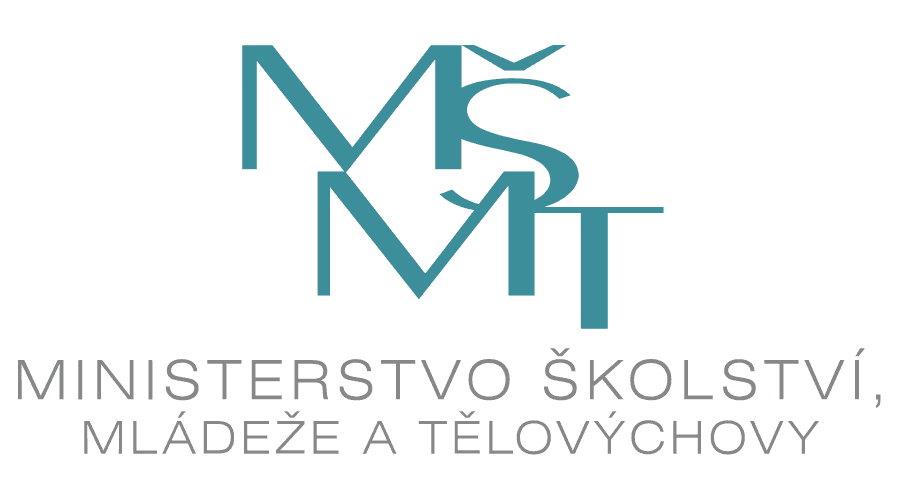 MŠ
MT
MINISTERSTVO ŠKOLSTVÍ,
MLÁDEŽE A TĚLOVÝCHOVY